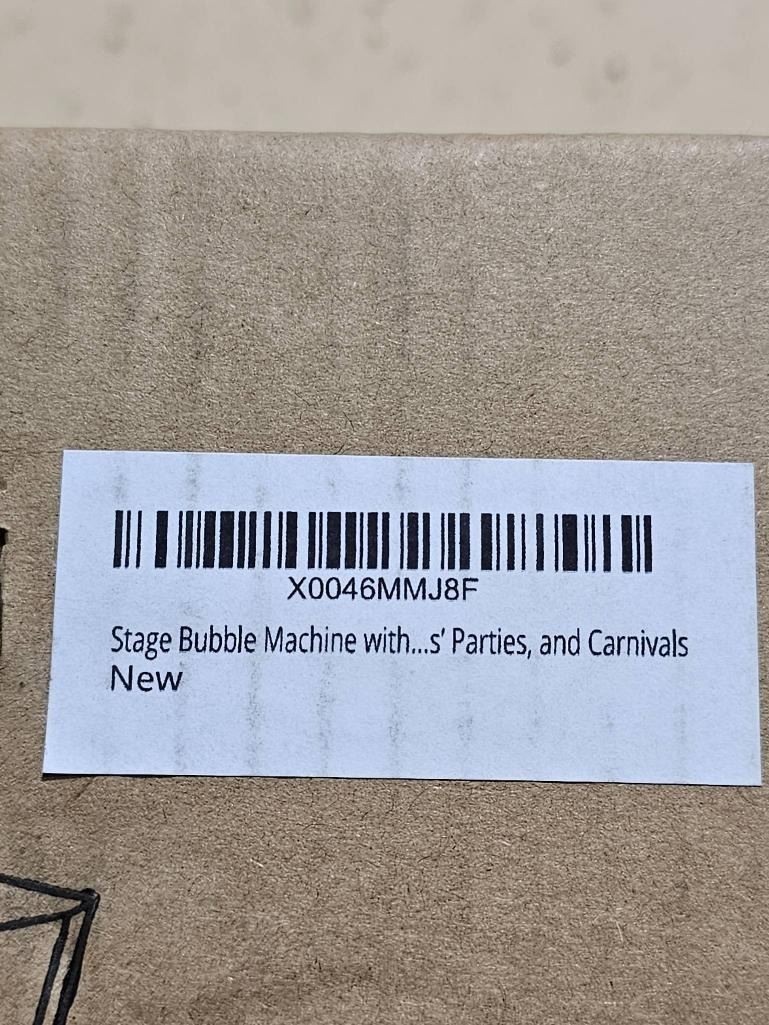 X0046MMJ8F
Stage Bubble Machine with...s' Parties, and Carnivals
New